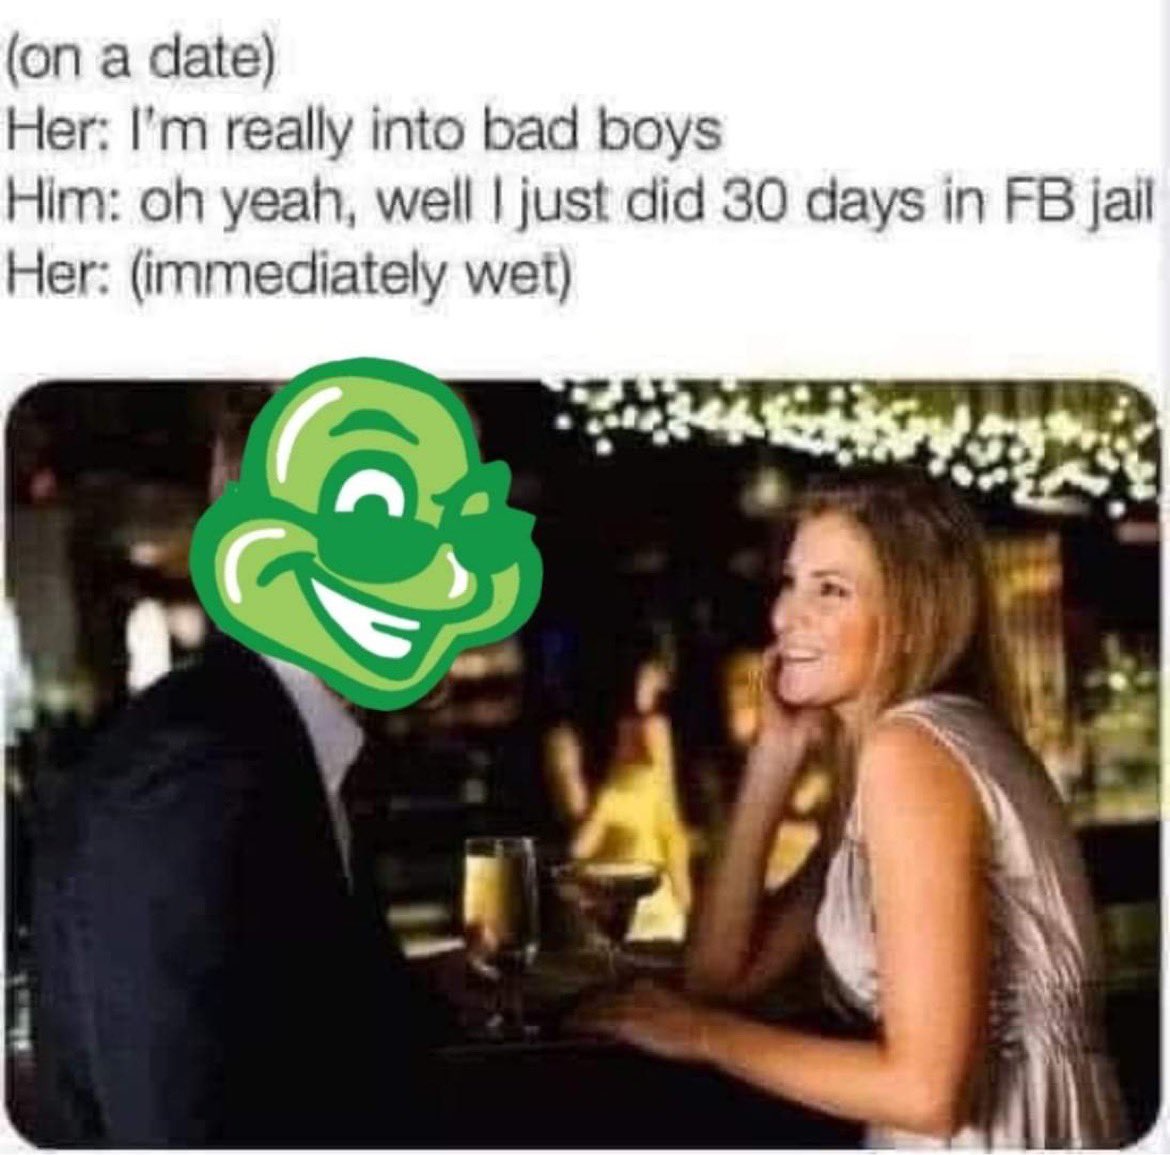 (on a date)
Her: I'm really into bad boys
Him: oh yeah, well I just did 30 days in FB jail
Her: (immediately wet)